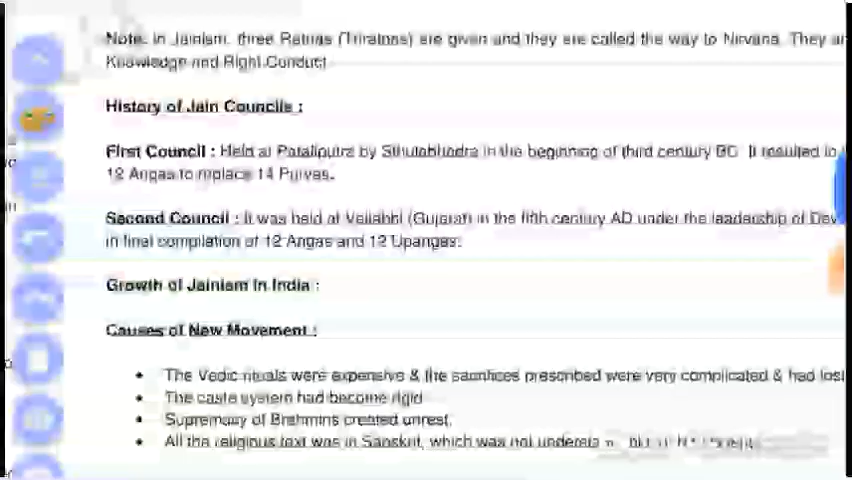 Note: In Jainism, three Ratnas (Triratnas) are given and they are called the way to Nirvana. They
Knowledge and Right Conduct
History of Jain Councils :
First Council : Held at Pataliputra by Sthulabhadra in the beginning of third century BC. It resulted in
12 Angas to replace 14 Purvas.
Second Council : It was held at Vallabhi (Gujarat) in the fifth century AD under the leadership of
in final compilation of 12 Angas and 12 Upangas.
Growth of Jainism in India :
Causes of New Movement :
• The Vedic rituals were expensive & the sacrifices prescribed were very complicated & had lost
• The caste system had become rigid
• Supremacy of Brahmins created unrest.
• All the religious text was in Sanskrit, which was not